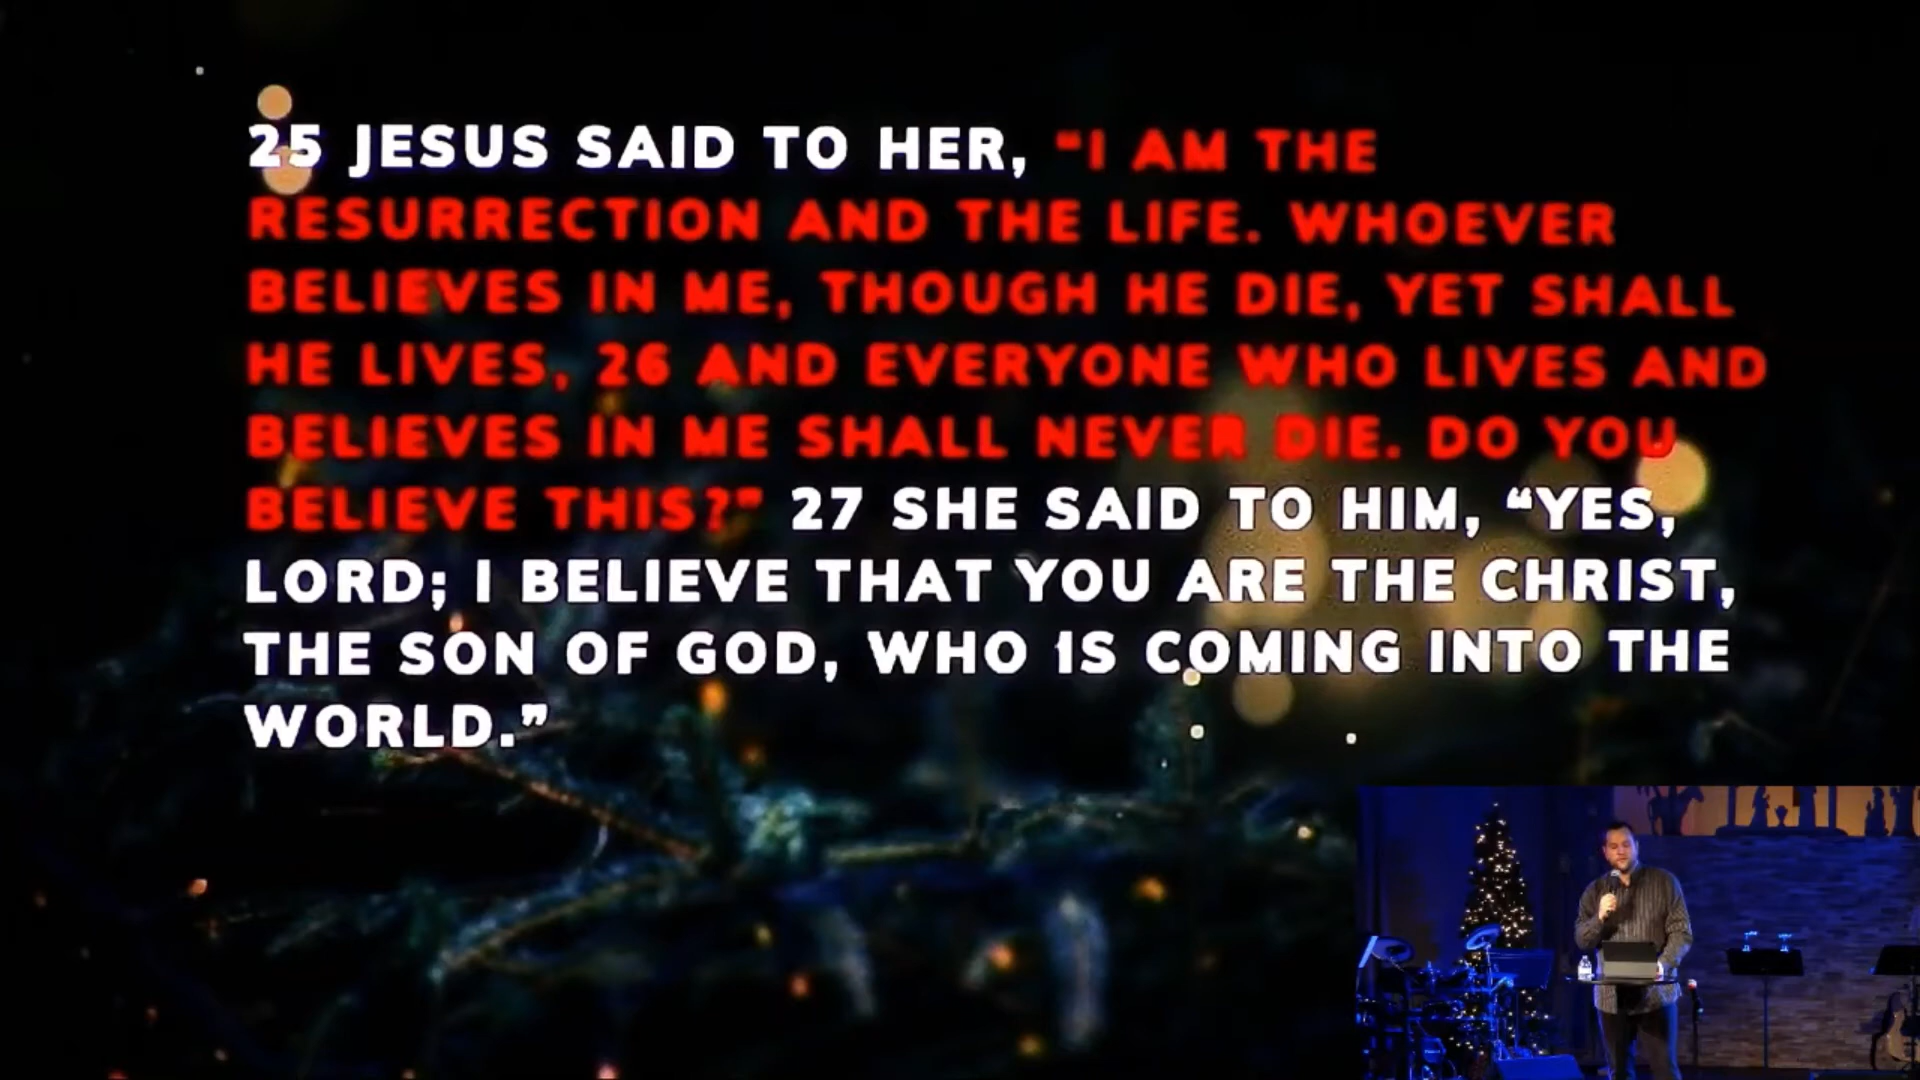 25 JESUS SAID TO HER, “I AM THE
RESURRECTION AND THE LIFE. WHOEVER
BELIEVES IN ME, THOUGH HE DIE, YET SHALL
HE LIVES, 26 AND EVERYONE WHO LIVES AND
BELIEVES IN ME SHALL NEVER DIE. DO YOU
BELIEVE THIS?” 27 SHE SAID TO HIM, “YES,
LORD; I BELIEVE THAT YOU ARE THE CHRIST,
THE SON OF GOD, WHO IS COMING INTO THE
WORLD.”